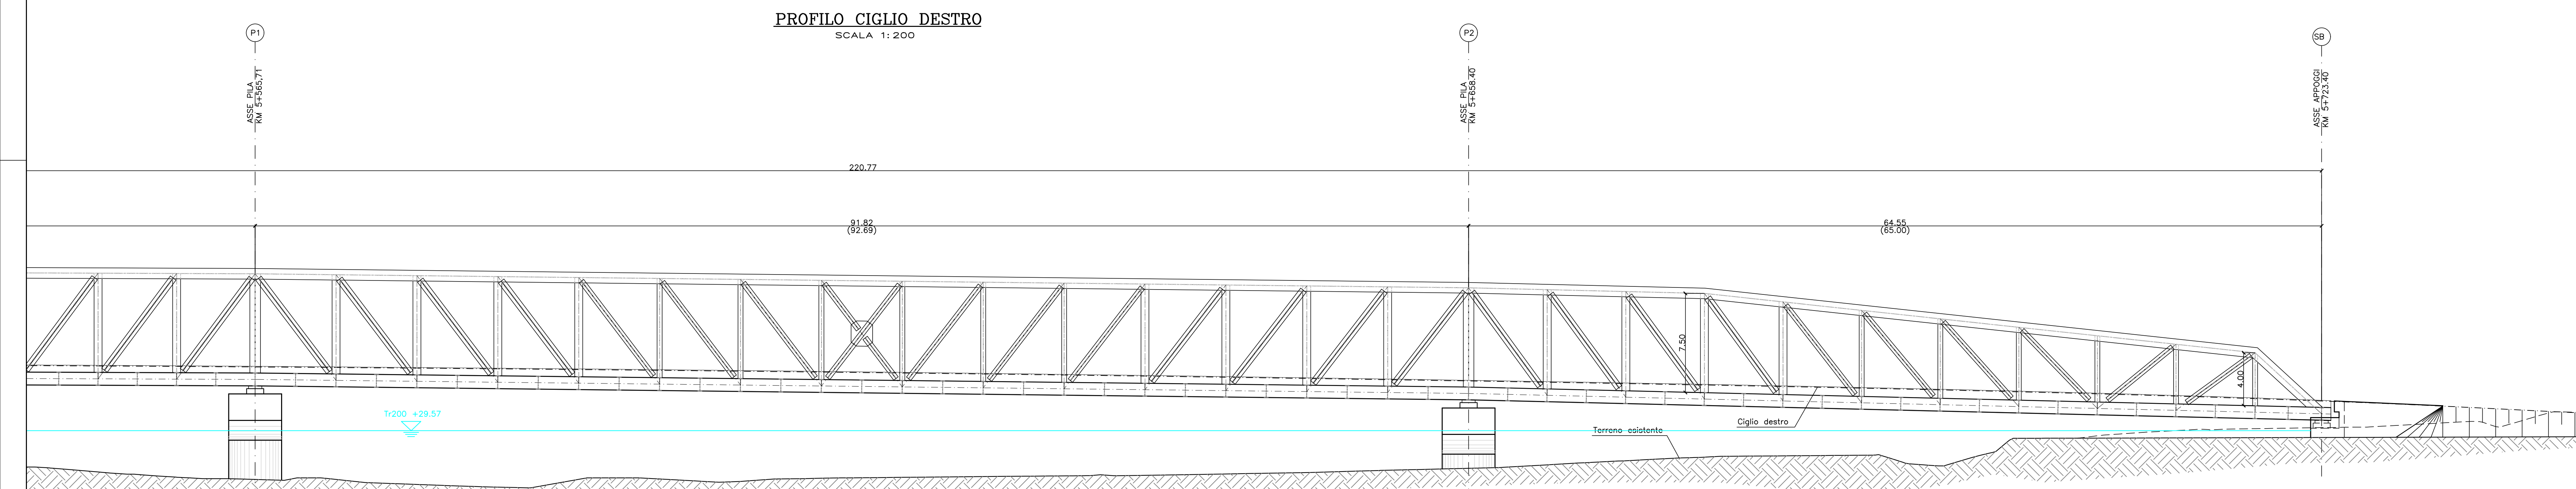 PROFILO CIGLIO DESTRO
SCALA 1:200
P1
P2
SB
ASSE PILA
KM 5+565,71
ASSE PILA
KM 5+658.40
ASSE APPOGGI
KM 5+723.40
220.77
91.82
(92.69)
64.55
(65.00)
7.50
4.00
Tr200 +29.57
Ciglio destro
Terreno esistente